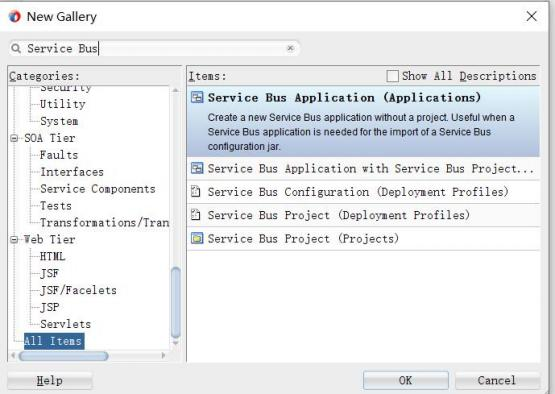 New Gallery
Service Bus
Categories:
Security
Utility
System
SOA Tier
Faults
Interfaces
Service Components
Tests
Transformations/Tran
Web Tier
HTML
JSF
JSF/Facelets
JSP
Servlets
All Items
Items:
Show All Descriptions
Service Bus Application (Applications)
Create a new Service Bus application without a project. Useful when a
Service Bus application is needed for the import of a Service Bus
configuration jar.
Service Bus Application with Service Bus Project...
Service Bus Configuration (Deployment Profiles)
Service Bus Project (Deployment Profiles)
Service Bus Project (Projects)
Help
OK
Cancel